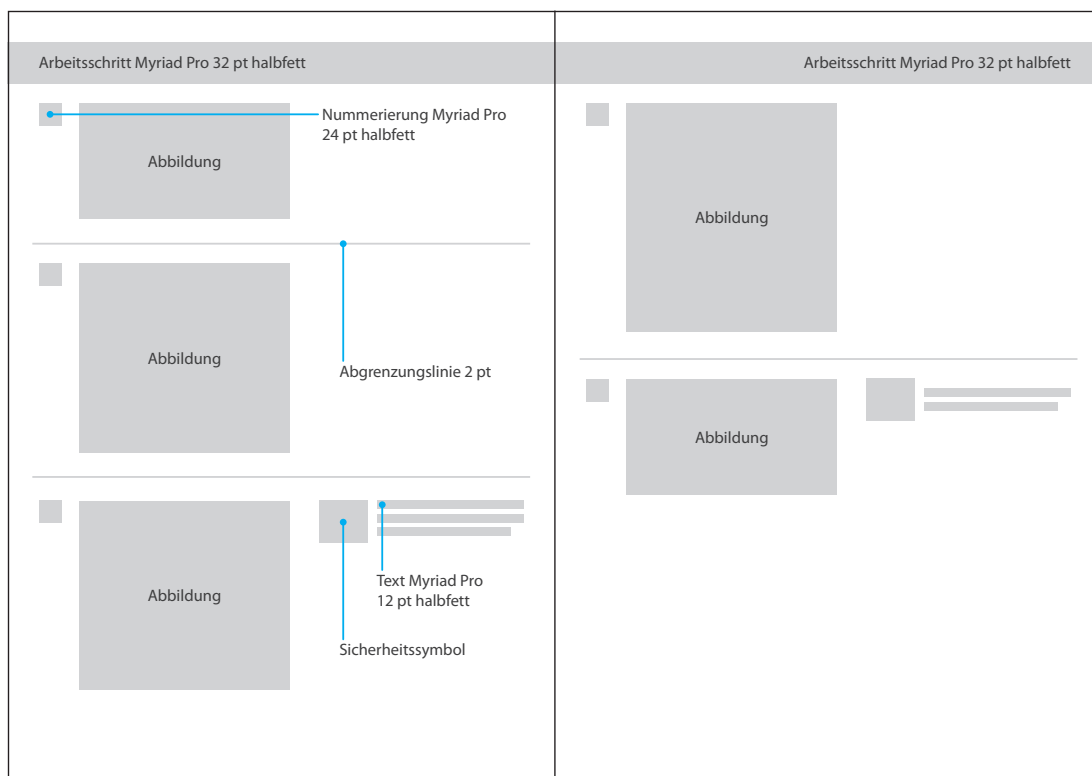 Arbeitsschritt Myriad Pro 32 pt halbfett
Nummerierung Myriad Pro
24 pt halbfett
Abbildung
Abbildung
Abgrenzungslinie 2 pt
Abbildung
Text Myriad Pro
12 pt halbfett
Sicherheitssymbol
Arbeitsschritt Myriad Pro 32 pt halbfett
Abbildung
Abbildung